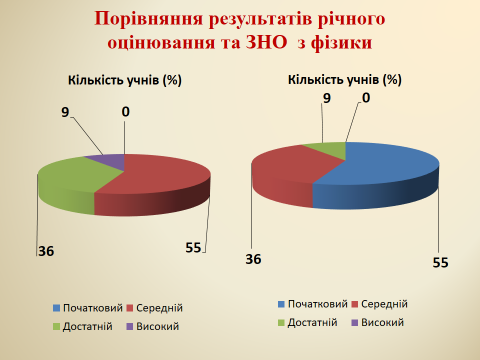 Порівняння результатів річного
оцінювання та ЗНО з фізики
Кількість учнів (%)
9
0
36
55
Початковий
Середній
Достатній
Високий
Кількість учнів (%)
9
0
36
55
Початковий
Середній
Достатній
Високий